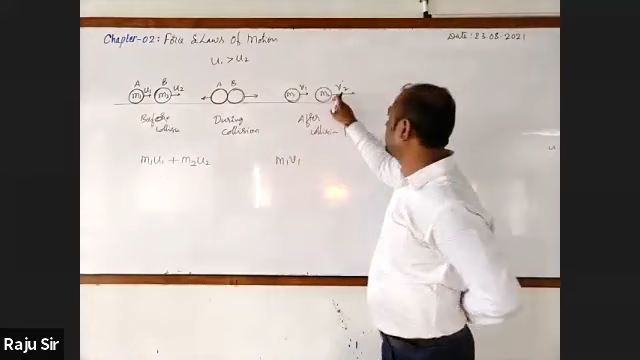 Chapter-02: Force & Laws Of Motion
Date: 23.08-2021
U₁ > U₂
A B A B
m₁ U₁ m₂ U₂ m₁ V₁ m₂ V₂
Before During After
Collision Collision Collision
m₁U₁ + m₂U₂ m₁V₁
Raju Sir